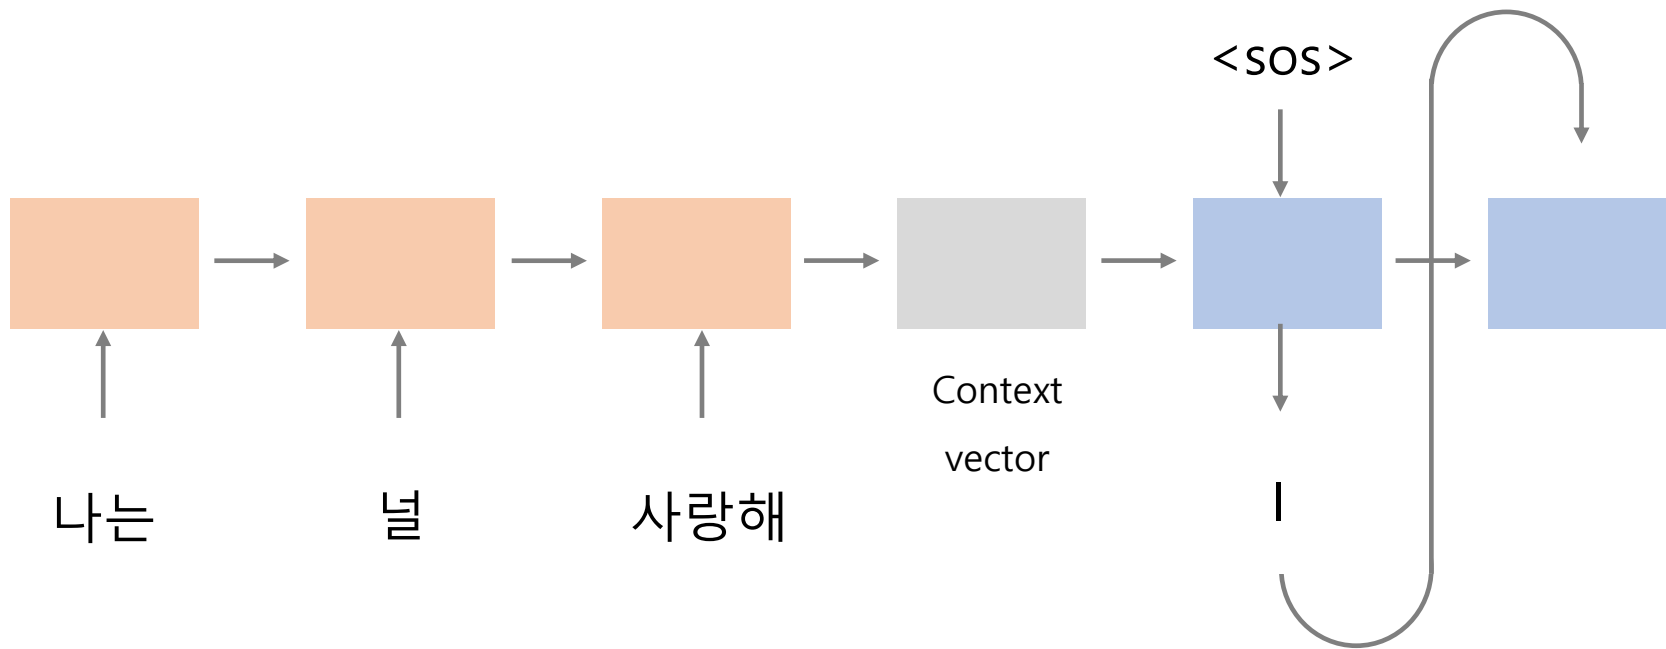 <sos>
Context
vector
나는
널
사랑해
I